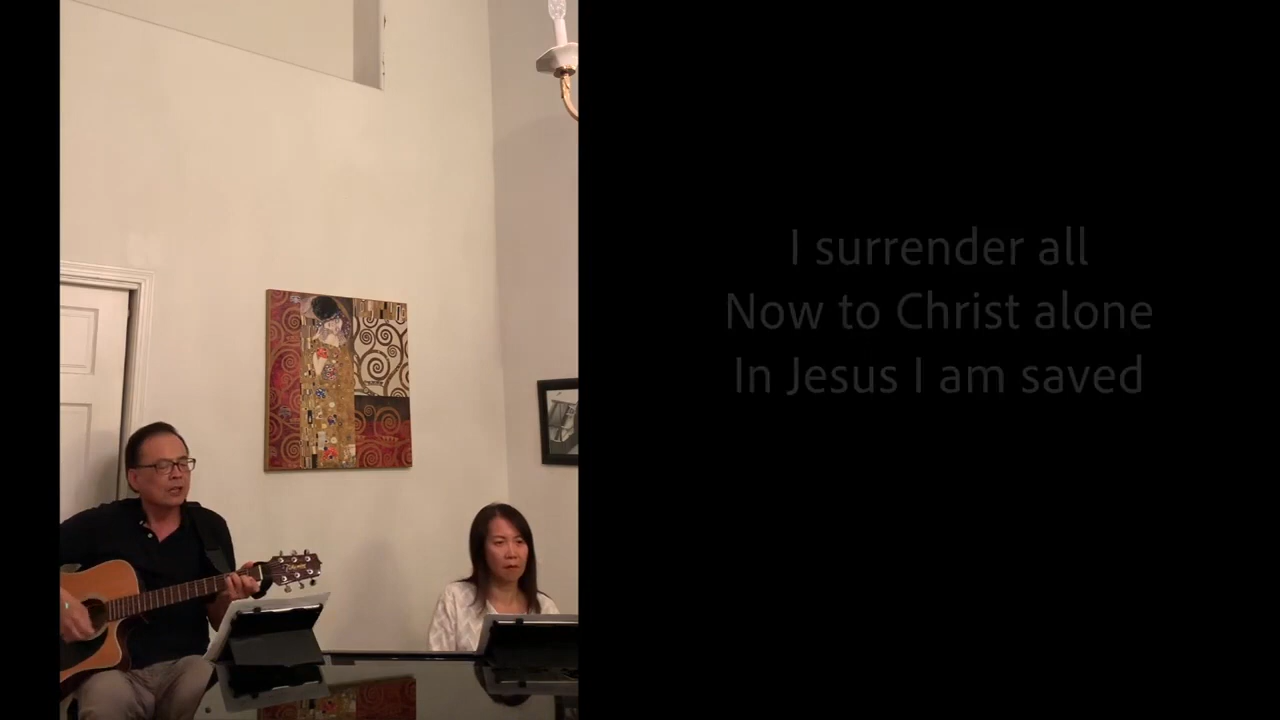 I surrender all
Now to Christ alone
In Jesus I am saved